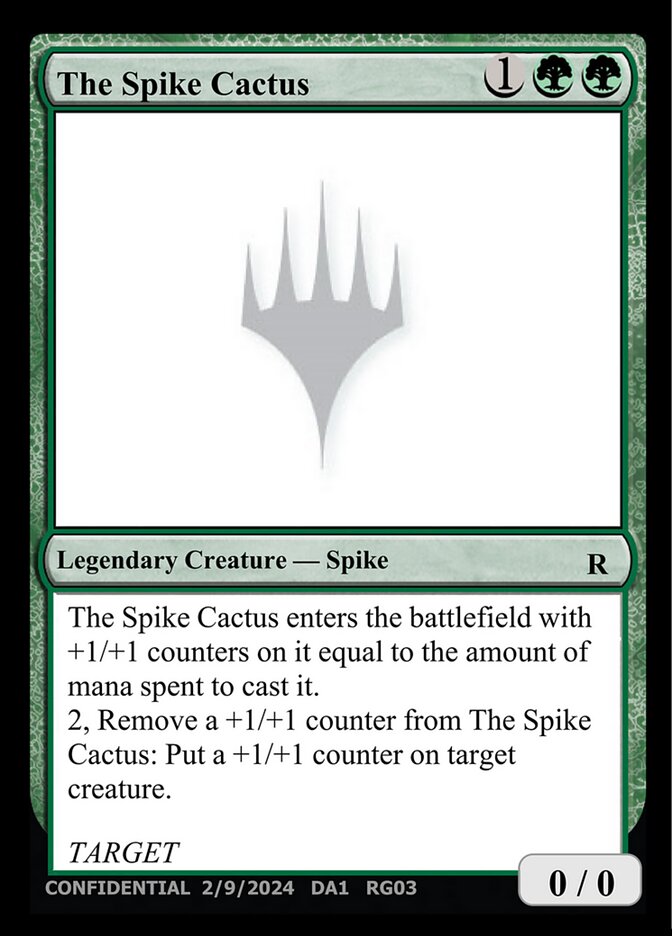 The Spike Cactus 1
Legendary Creature — Spike R
The Spike Cactus enters the battlefield with
+1/+1 counters on it equal to the amount of
mana spent to cast it.
2, Remove a +1/+1 counter from The Spike
Cactus: Put a +1/+1 counter on target
creature.
TARGET
CONFIDENTIAL 2/9/2024 DA1 RG03
0 / 0